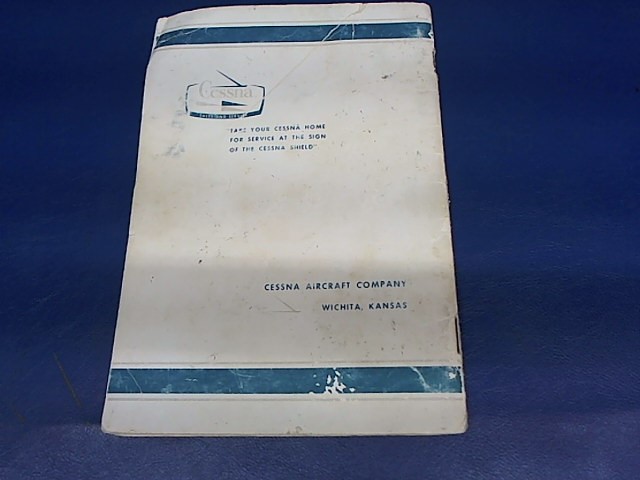 Cessna
"TAKE YOUR CESSNA HOME
FOR SERVICE AT THE SIGN
OF THE CESSNA SHIELD"
CESSNA AIRCRAFT COMPANY
WICHITA, KANSAS